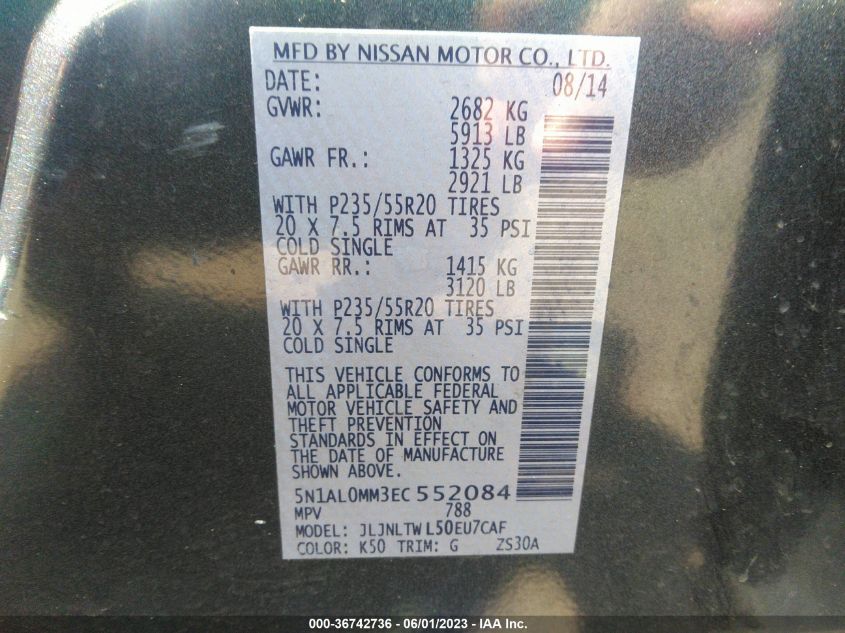 MFD BY NISSAN MOTOR CO., LTD.
DATE: 08/14
GVWR: 2682 KG
5913 LB
GAWR FR.: 1325 KG
2921 LB
WITH P235/55R20 TIRES
20 X 7.5 RIMS AT 35 PSI
COLD SINGLE
GAWR RR.: 1415 KG
3120 LB
WITH P235/55R20 TIRES
20 X 7.5 RIMS AT 35 PSI
COLD SINGLE
THIS VEHICLE CONFORMS TO
ALL APPLICABLE FEDERAL
MOTOR VEHICLE SAFETY AND
THEFT PREVENTION
STANDARDS IN EFFECT ON
THE DATE OF MANUFACTURE
SHOWN ABOVE.
5N1AL0MM3EC 552084
MPV 788
MODEL: JLJNLTW L50EU7CAF
COLOR: K50 TRIM: G ZS30A
000-36742736 - 06/01/2023 - IAA Inc.